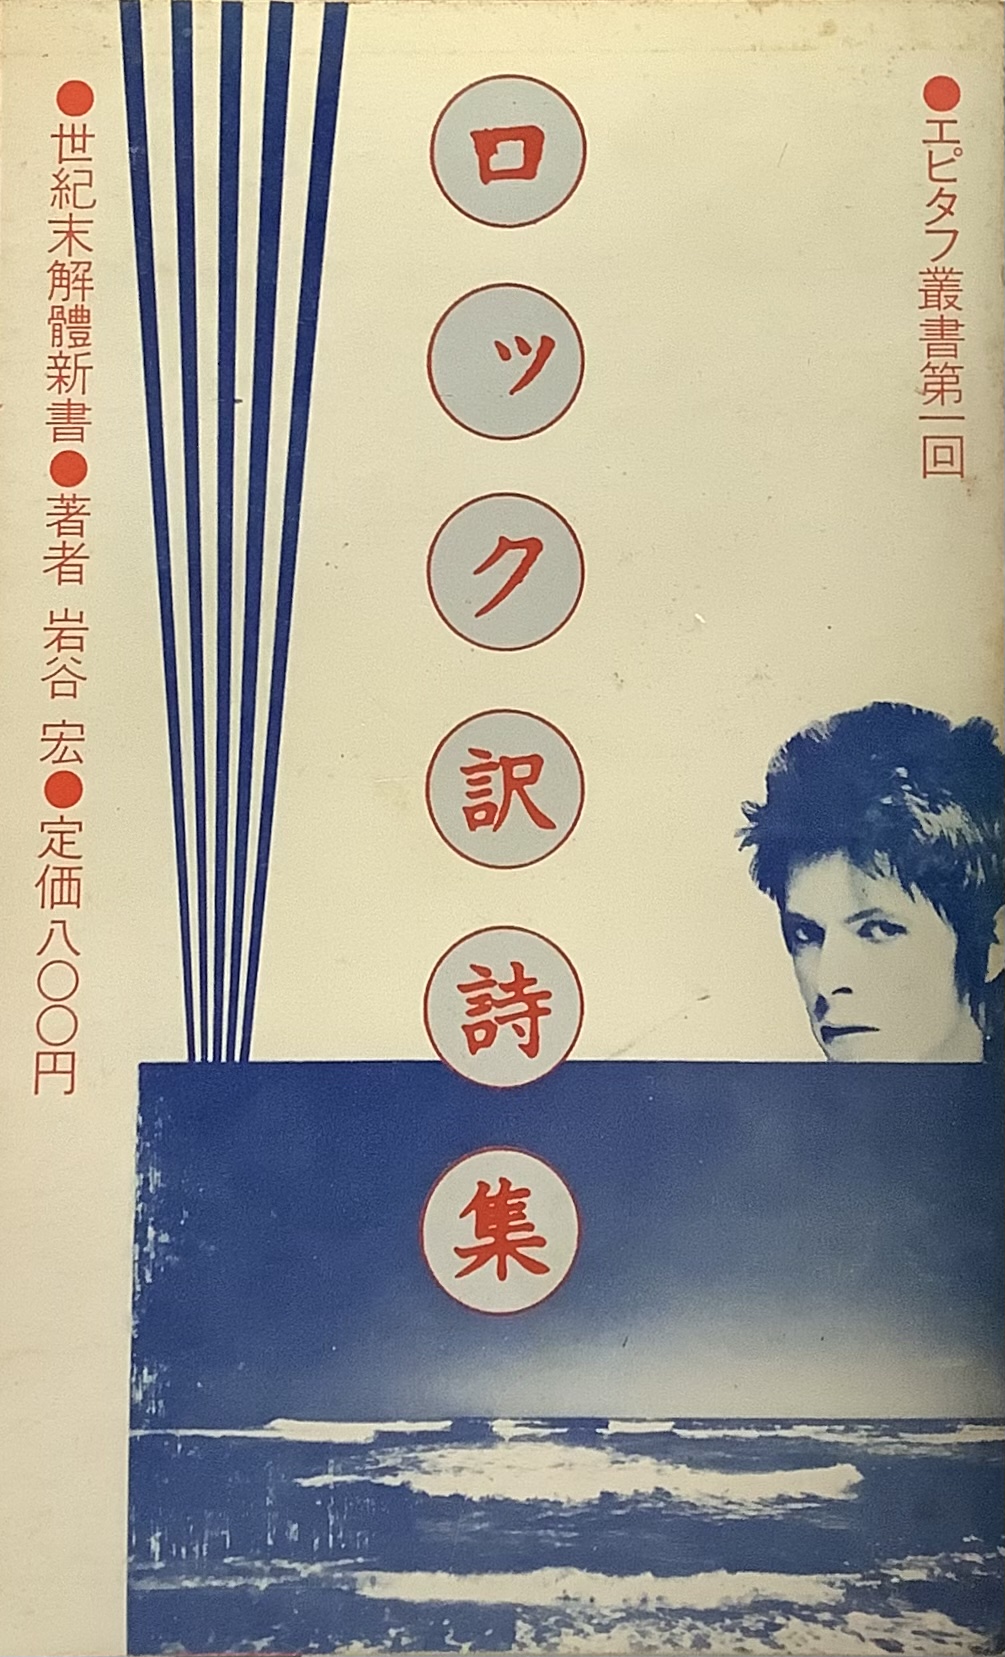 ●エピタフ叢書第一回
ロック訳詩集
●世紀末解體新書●著者 岩谷 宏●定価八〇〇円